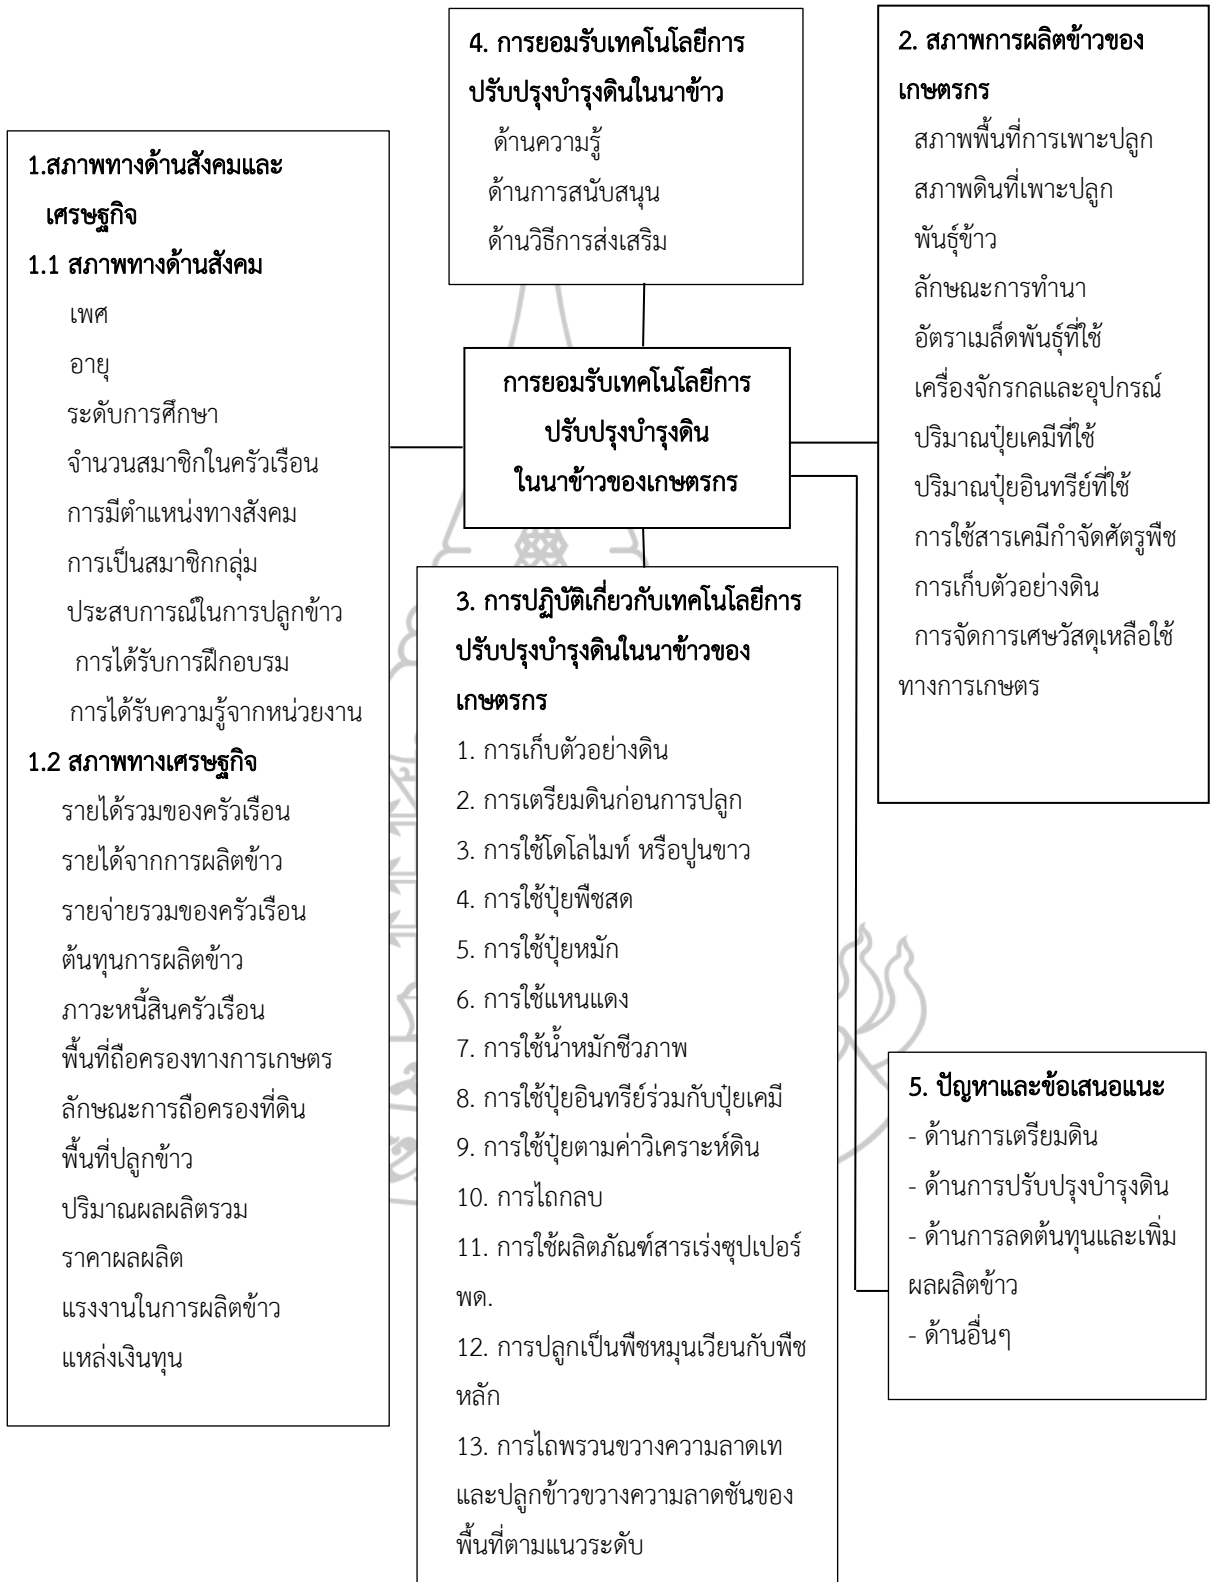 1.สภาพทางด้านสังคมและ
เศรษฐกิจ
1.1 สภาพทางด้านสังคม
เพศ
อายุ
ระดับการศึกษา
จำนวนสมาชิกในครัวเรือน
การมีตำแหน่งทางสังคม
การเป็นสมาชิกกลุ่ม
ประสบการณ์ในการปลูกข้าว
การได้รับการฝึกอบรม
การได้รับความรู้จากหน่วยงาน
1.2 สภาพทางเศรษฐกิจ
รายได้รวมของครัวเรือน
รายได้จากการผลิตข้าว
รายจ่ายรวมของครัวเรือน
ต้นทุนการผลิตข้าว
ภาวะหนี้สินครัวเรือน
พื้นที่ถือครองทางการเกษตร
ลักษณะการถือครองที่ดิน
พื้นที่ปลูกข้าว
ปริมาณผลผลิตรวม
ราคาผลผลิต
แรงงานในการผลิตข้าว
แหล่งเงินทุน
4. การยอมรับเทคโนโลยีการ
ปรับปรุงบำรุงดินในนาข้าว
ด้านความรู้
ด้านการสนับสนุน
ด้านวิธีการส่งเสริม
การยอมรับเทคโนโลยีการ
ปรับปรุงบำรุงดิน
ในนาข้าวของเกษตรกร
3. การปฏิบัติเกี่ยวกับเทคโนโลยีการ
ปรับปรุงบำรุงดินในนาข้าวของ
เกษตรกร
1. การเก็บตัวอย่างดิน
2. การเตรียมดินก่อนการปลูก
3. การใช้โดโลไมท์ หรือปูนขาว
4. การใช้ปุ๋ยพืชสด
5. การใช้ปุ๋ยหมัก
6. การใช้แหนแดง
7. การใช้น้ำหมักชีวภาพ
8. การใช้ปุ๋ยอินทรีย์ร่วมกับปุ๋ยเคมี
9. การใช้ปุ๋ยตามค่าวิเคราะห์ดิน
10. การไถกลบ
11. การใช้ผลิตภัณฑ์สารเร่งซุปเปอร์
พด.
12. การปลูกเป็นพืชหมุนเวียนกับพืช
หลัก
13. การไถพรวนขวางความลาดเท
และปลูกข้าวขวางความลาดชันของ
พื้นที่ตามแนวระดับ
2. สภาพการผลิตข้าวของ
เกษตรกร
สภาพพื้นที่การเพาะปลูก
สภาพดินที่เพาะปลูก
พันธุ์ข้าว
ลักษณะการทำนา
อัตราเมล็ดพันธุ์ที่ใช้
เครื่องจักรกลและอุปกรณ์
ปริมาณปุ๋ยเคมีที่ใช้
ปริมาณปุ๋ยอินทรีย์ที่ใช้
การใช้สารเคมีกำจัดศัตรูพืช
การเก็บตัวอย่างดิน
การจัดการเศษวัสดุเหลือใช้
ทางการเกษตร
5. ปัญหาและข้อเสนอแนะ
- ด้านการเตรียมดิน
- ด้านการปรับปรุงบำรุงดิน
- ด้านการลดต้นทุนและเพิ่ม
ผลผลิตข้าว
- ด้านอื่นๆ